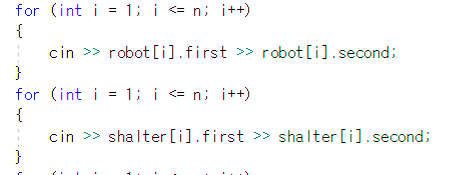 for (int i = 1; i <= n; i++)
{
cin >> robot[i].first >> robot[i].second;
}
for (int i = 1; i <= n; i++)
{
cin >> shalter[i].first >> shalter[i].second;
}